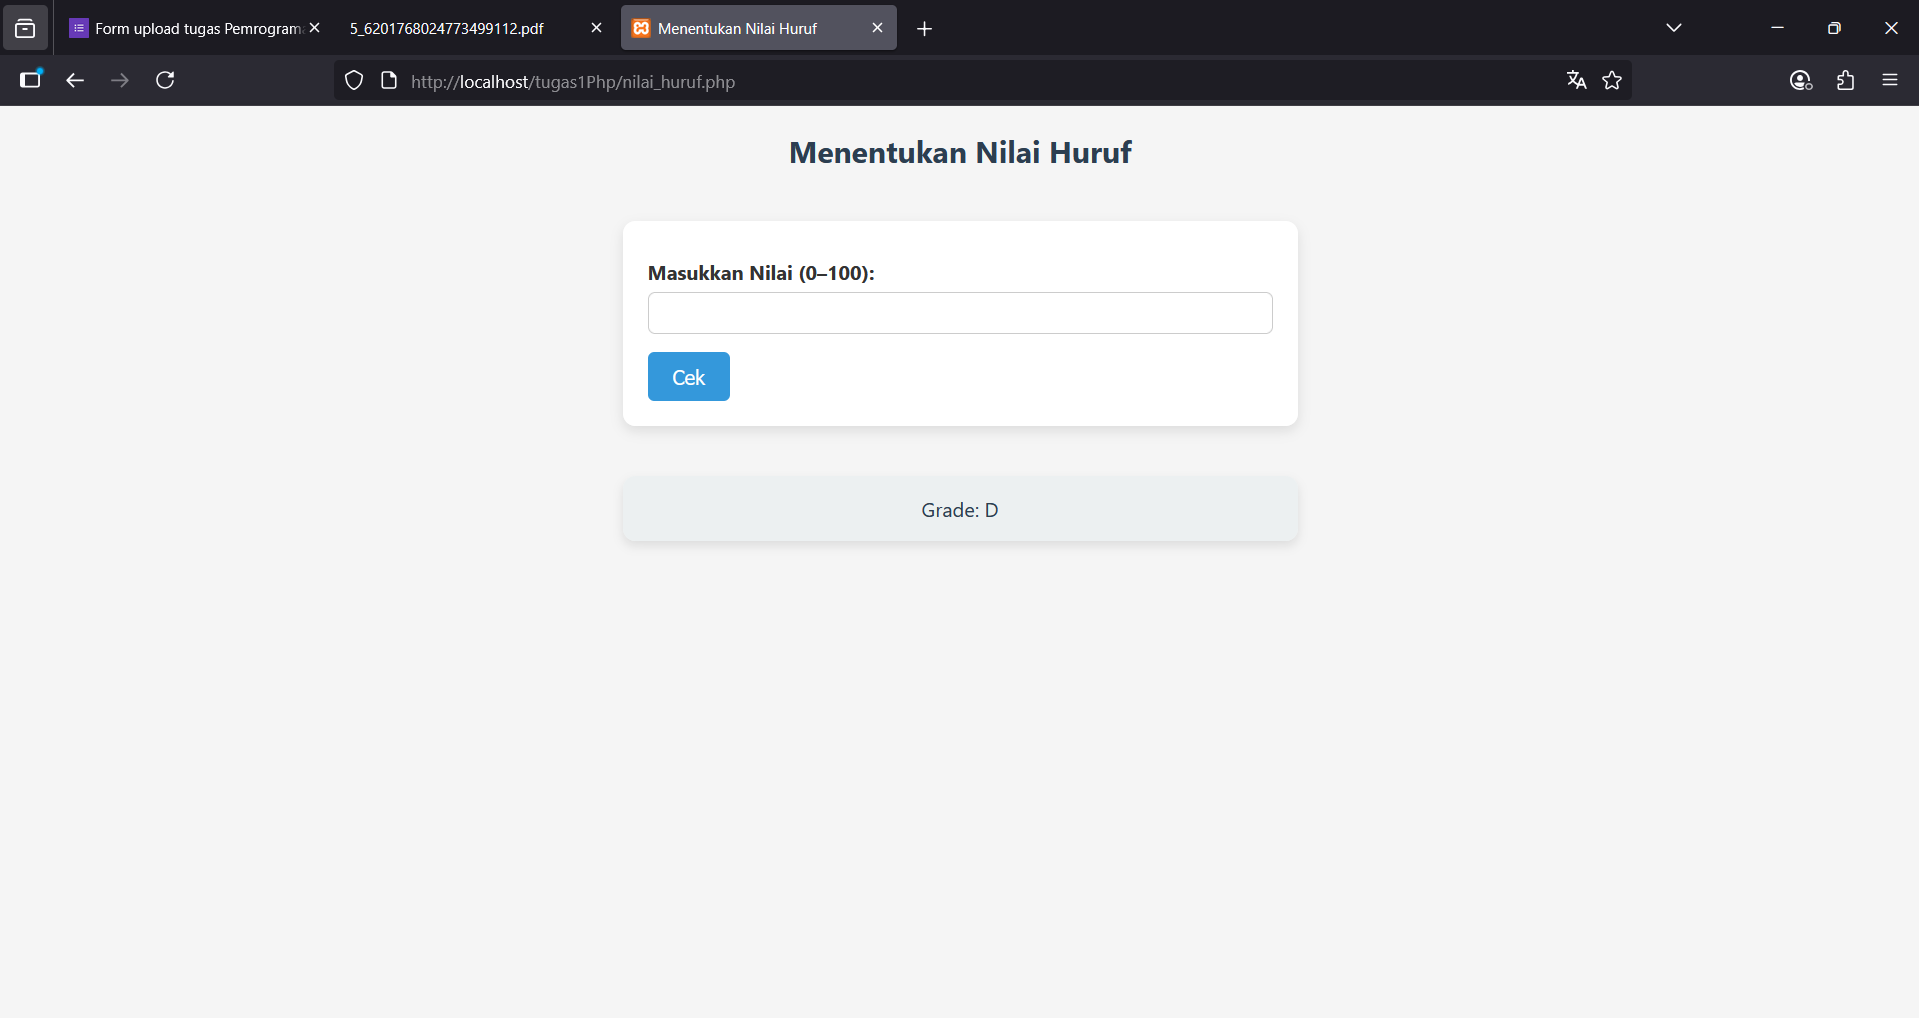 Form upload tugas Pemrogram
5_6201768024773499112.pdf
Menentukan Nilai Huruf
http://localhost/tugas1Php/nilai_huruf.php
Menentukan Nilai Huruf
Masukkan Nilai (0–100):
Cek
Grade: D